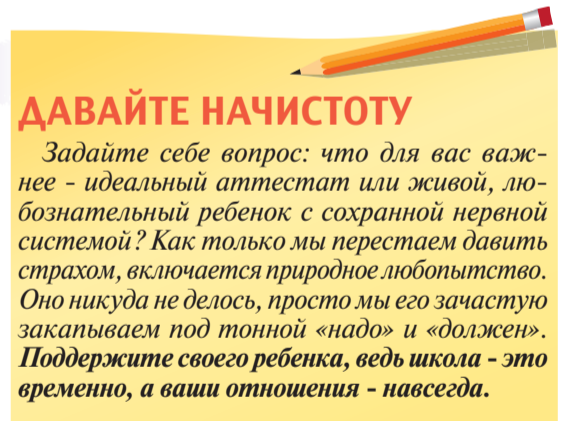 ДАВАЙТЕ НАЧИСТОТУ
Задайте себе вопрос: что для вас важ-
нее - идеальный аттестат или живой, лю-
бознательный ребенок с сохранной нервной
системой? Как только мы перестаем давить
страхом, включается природное любопытство.
Оно никуда не делось, просто мы его зачастую
закапываем под тонной «надо» и «должен».
Поддержите своего ребенка, ведь школа - это
временно, а ваши отношения - навсегда.